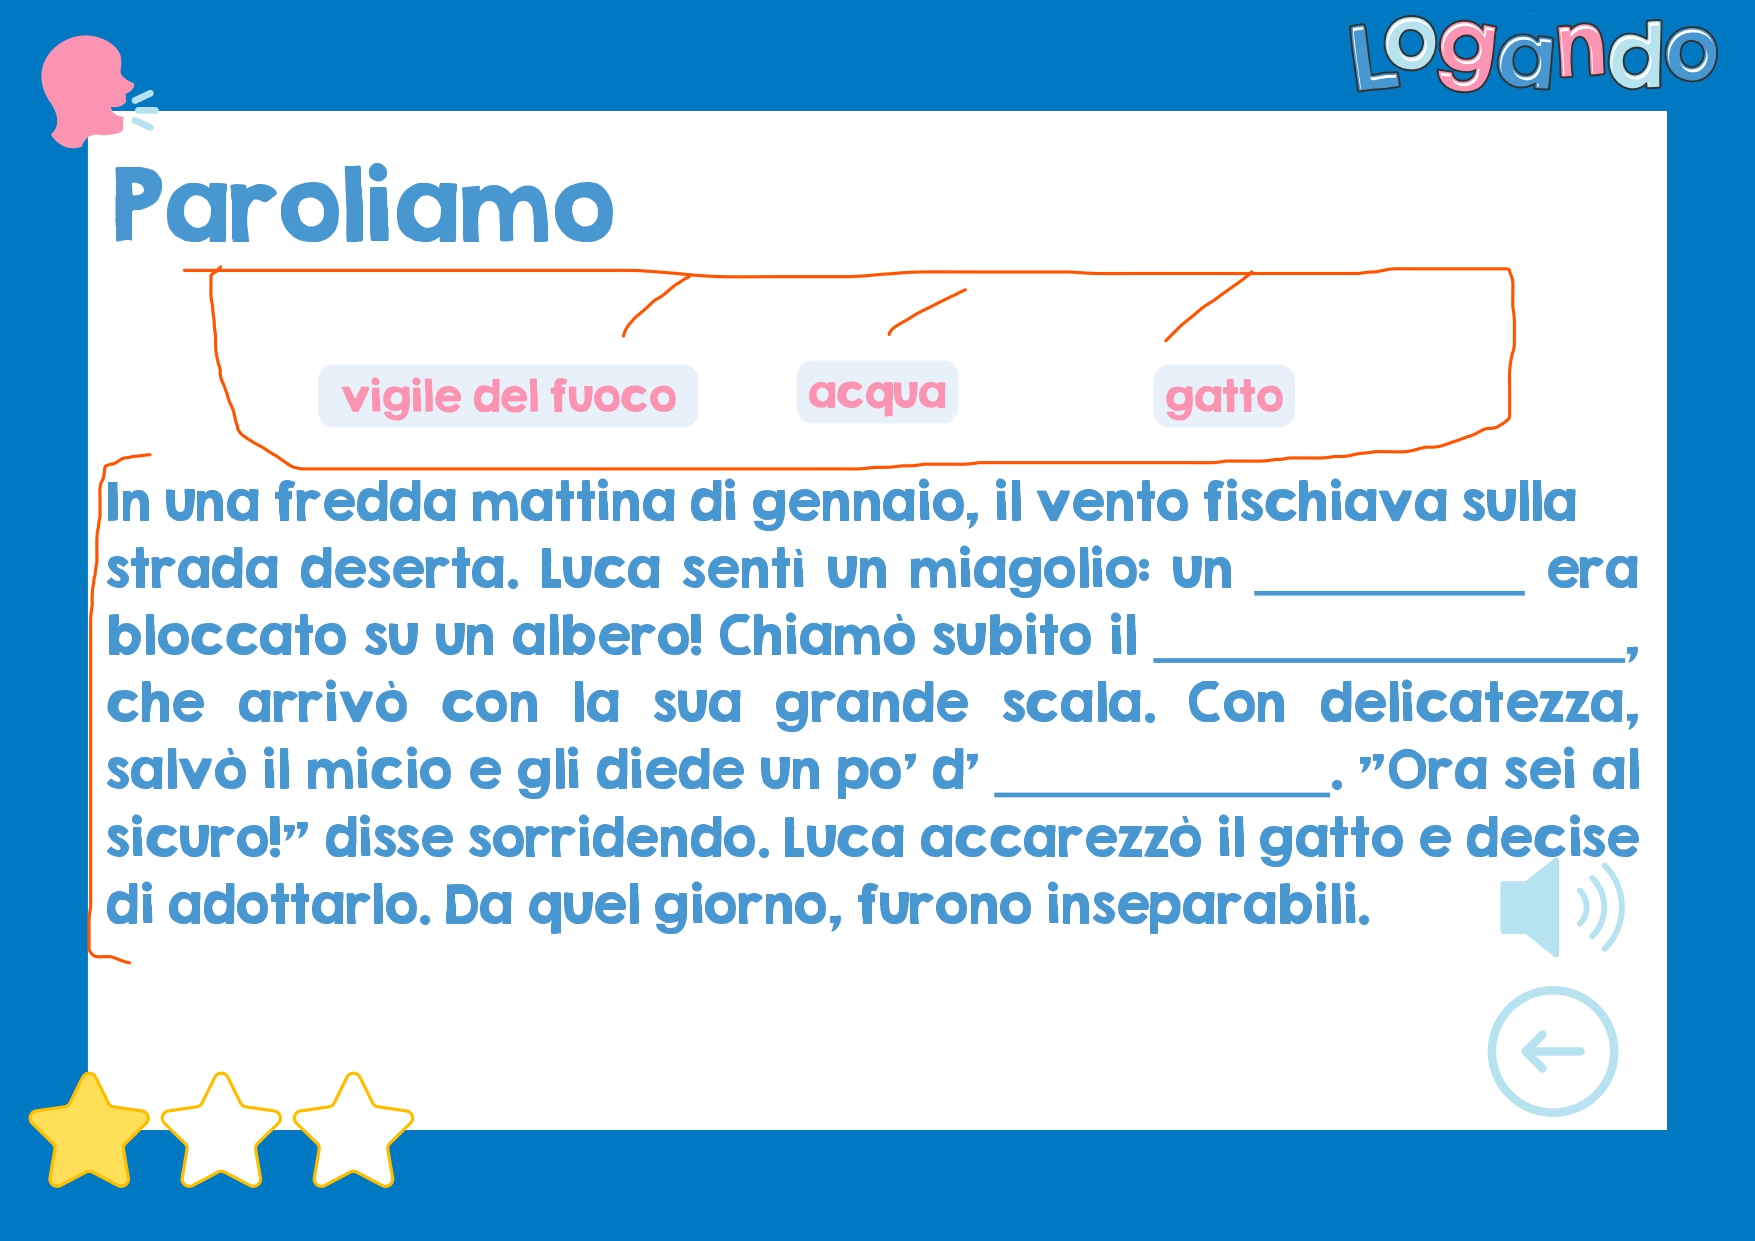 Logando
Paroliamo
vigile del fuoco acqua gatto
In una fredda mattina di gennaio, il vento fischiava sulla
strada deserta. Luca sentì un miagolio: un __________ era
bloccato su un albero! Chiamò subito il __________________,
che arrivò con la sua grande scala. Con delicatezza,
salvò il micio e gli diede un po’ d’ _____________. ”Ora sei al
sicuro!” disse sorridendo. Luca accarezzò il gatto e decise
di adottarlo. Da quel giorno, furono inseparabili.